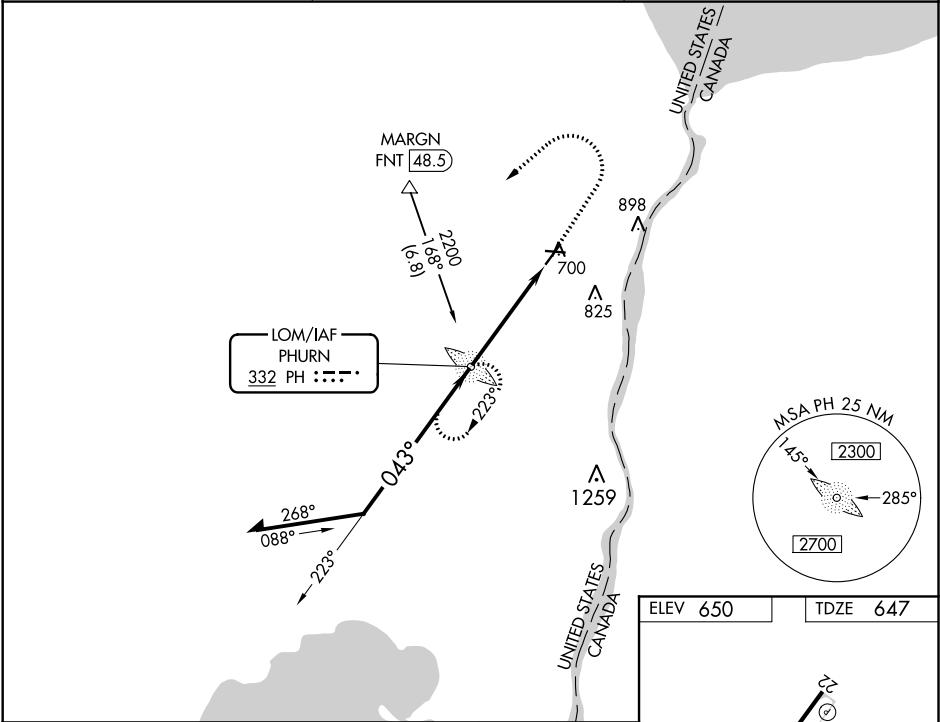 UNITED STATES
CANADA
MARGN
FNT 48.5
2200
168°
(6.8)
898
700
825
LOM/IAF
PHURN
332 PH
223°
043°
1259
MSA PH 25 NM
145°
2300
285°
2700
268°
088°
223°
UNITED STATES
CANADA
ELEV 650
TDZE 647
22
P